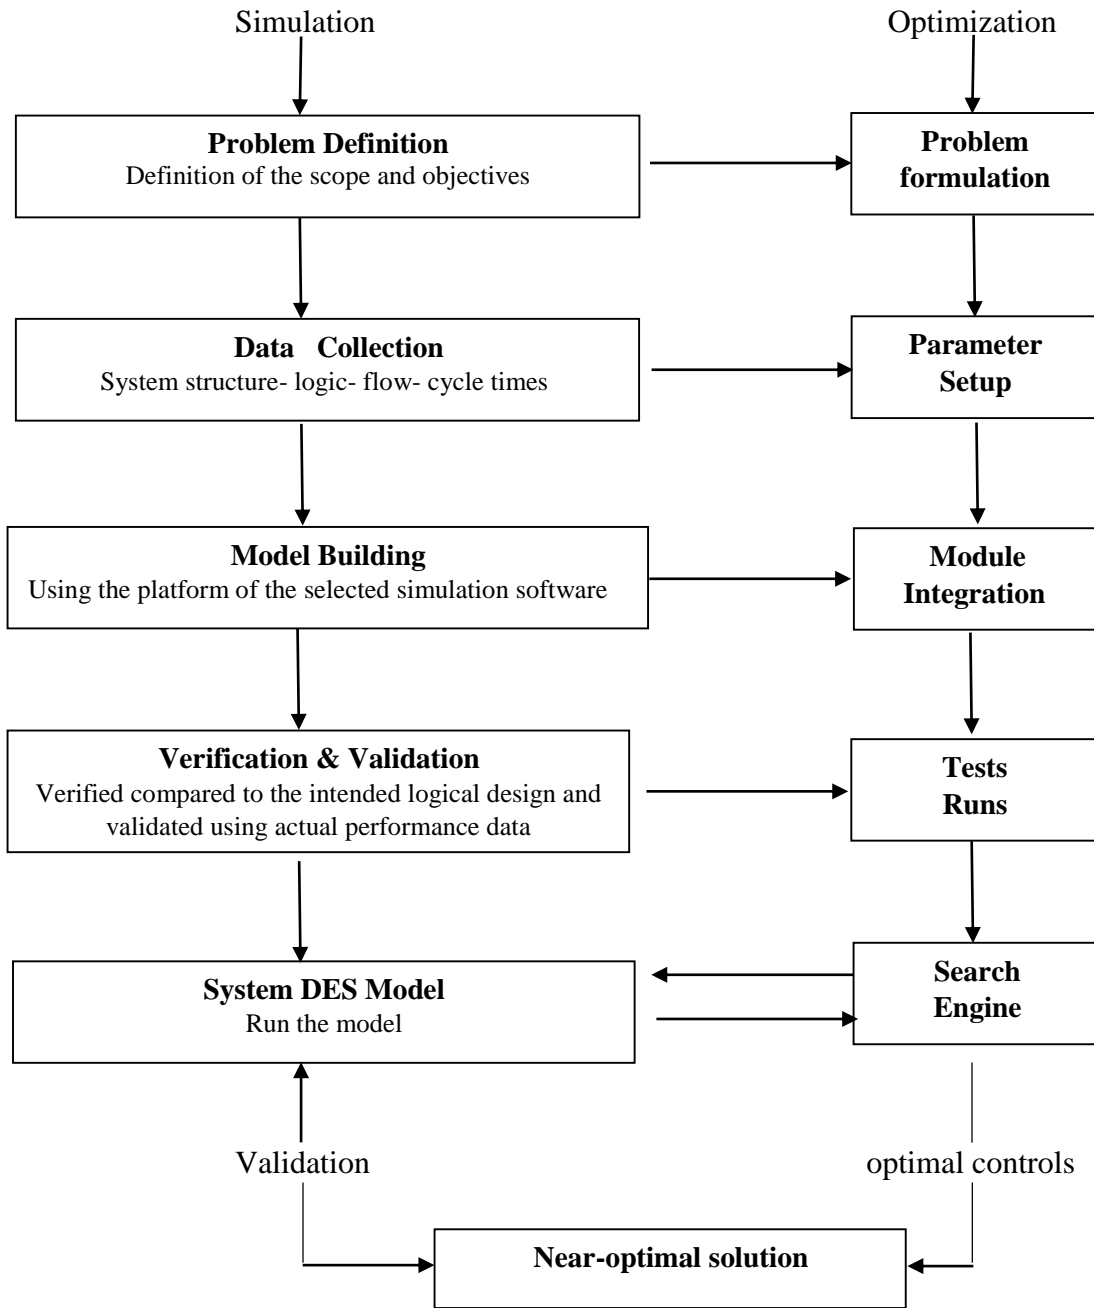 Simulation
Optimization
Problem Definition
Definition of the scope and objectives
Problem
formulation
Data Collection
System structure- logic- flow- cycle times
Parameter
Setup
Model Building
Using the platform of the selected simulation software
Module
Integration
Verification & Validation
Verified compared to the intended logical design and
validated using actual performance data
Tests
Runs
System DES Model
Run the model
Search
Engine
Validation
optimal controls
Near-optimal solution